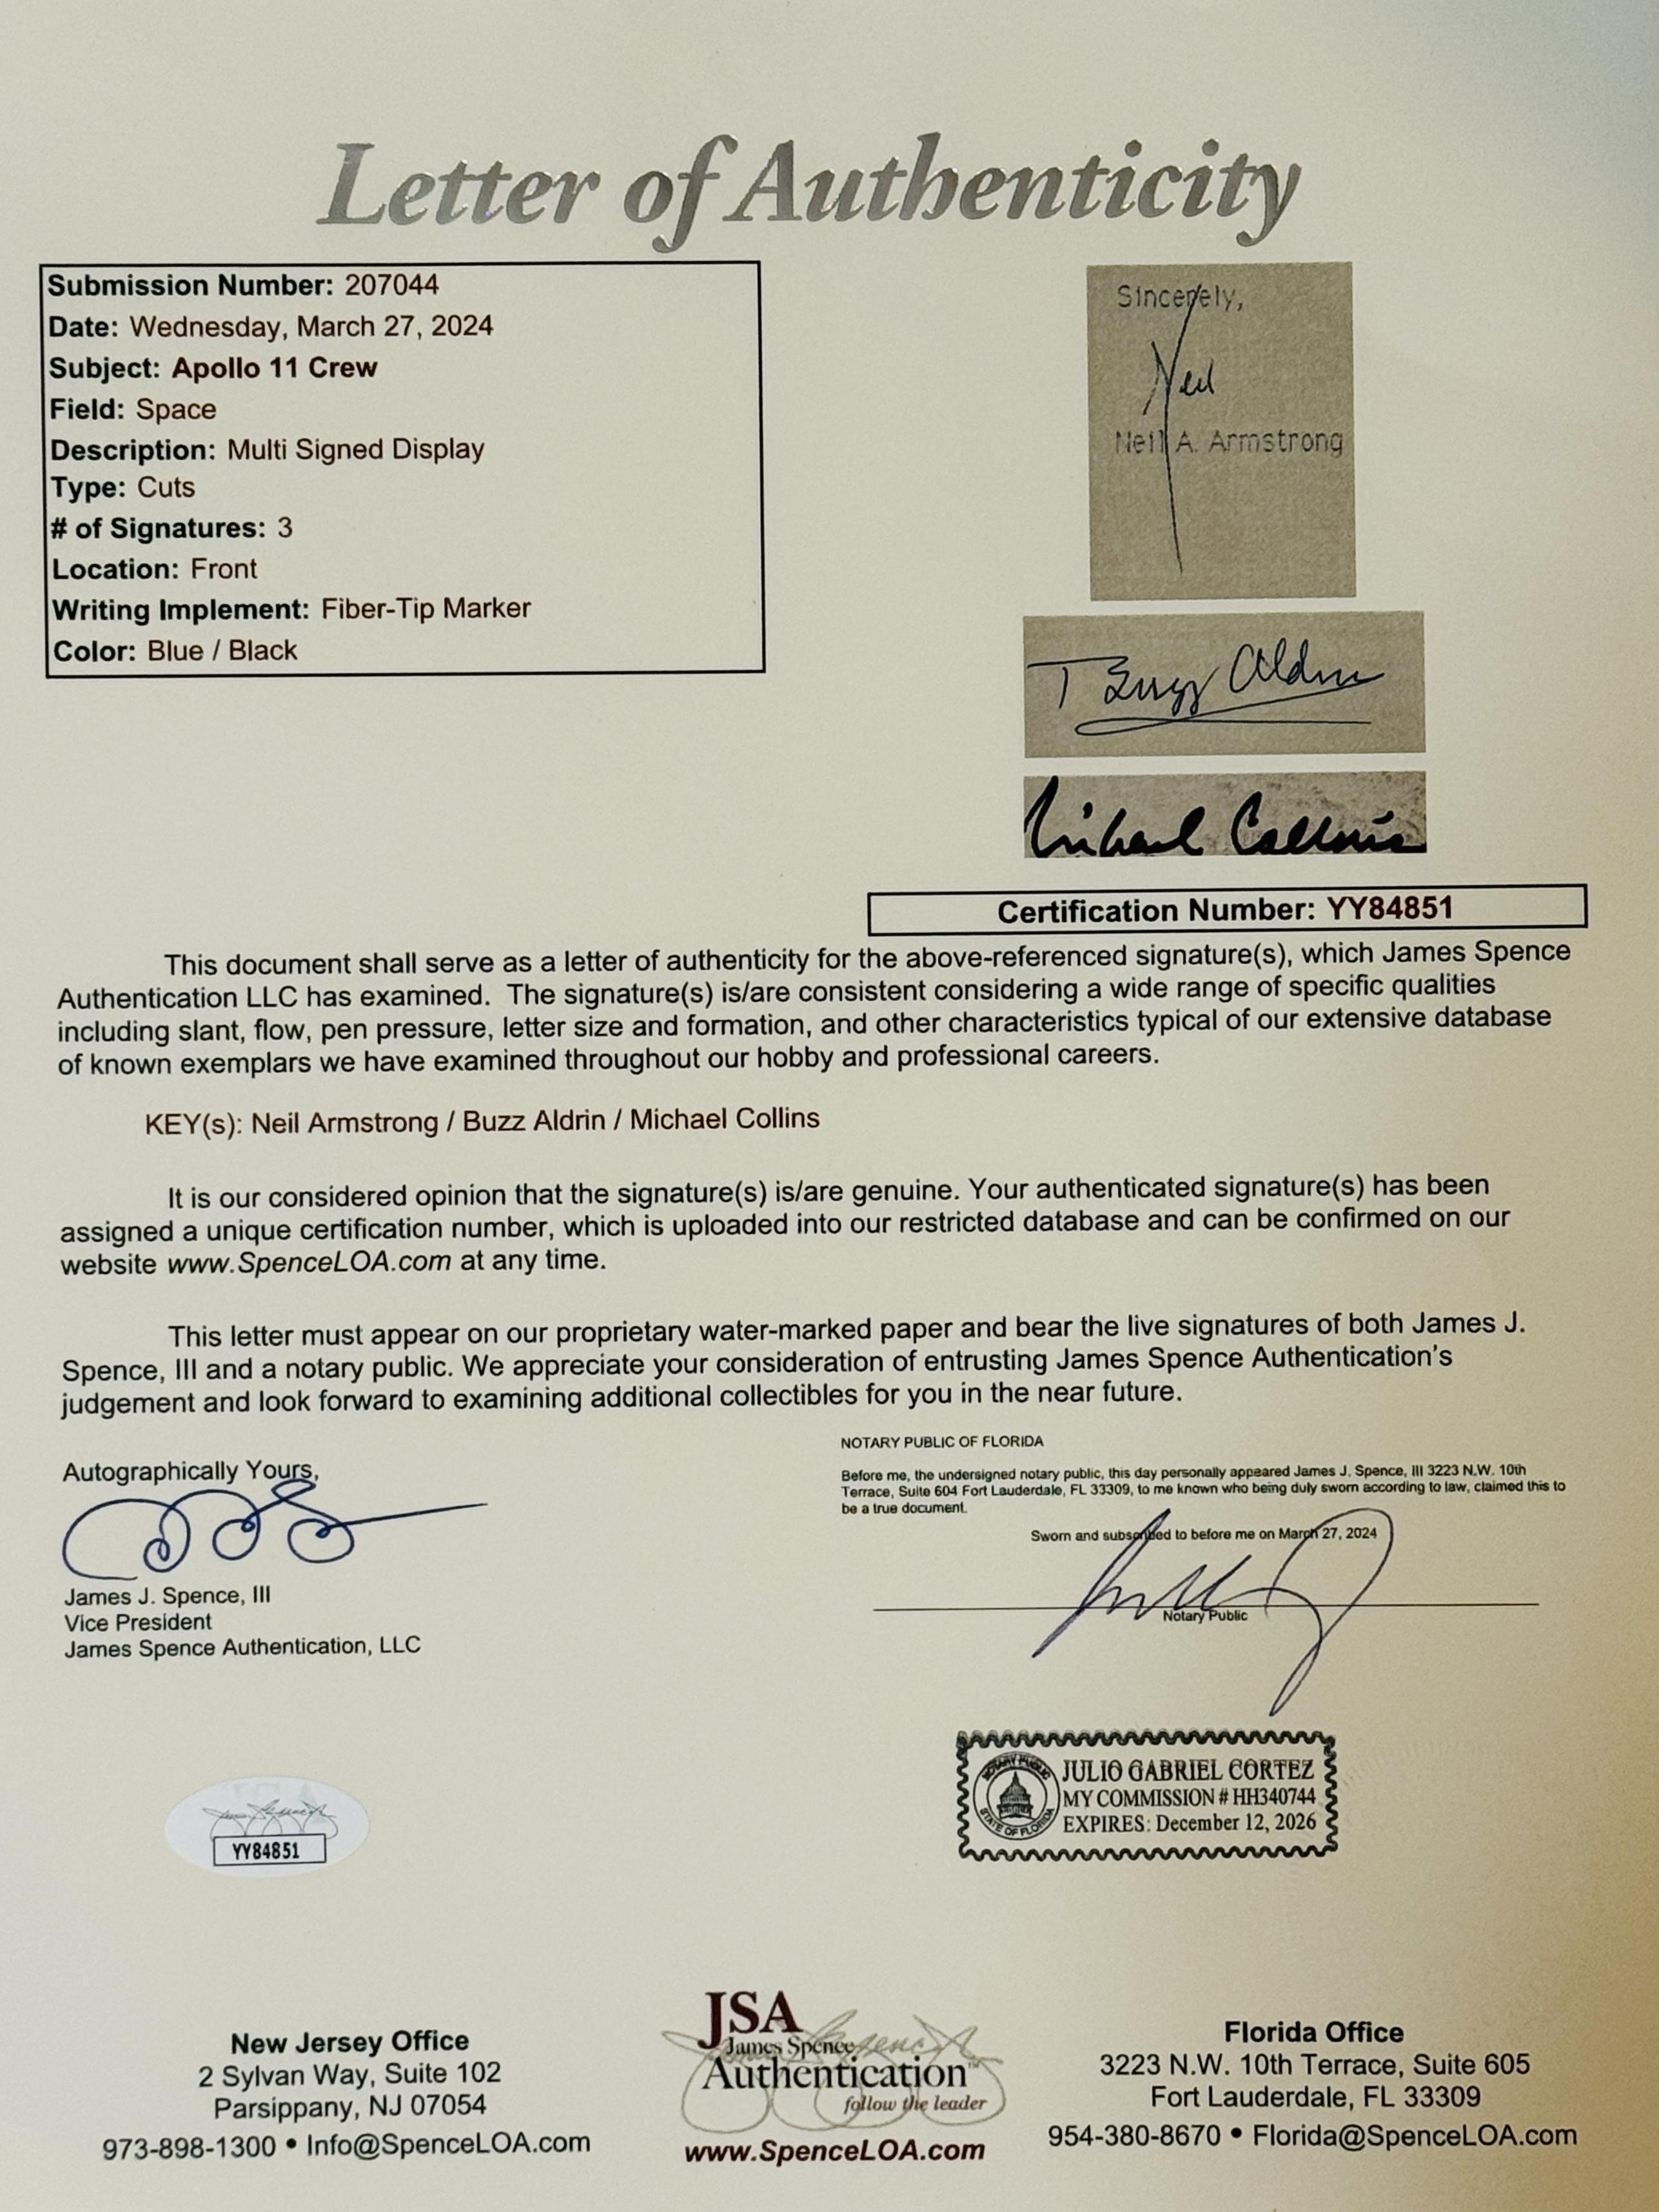 Letter of Authenticity
Submission Number: 207044
Date: Wednesday, March 27, 2024
Subject: Apollo 11 Crew
Field: Space
Description: Multi Signed Display
Type: Cuts
# of Signatures: 3
Location: Front
Writing Implement: Fiber-Tip Marker
Color: Blue / Black
Sincerely,
Neil
Neil A. Armstrong
Buzz Aldrin
Michael Collins
Certification Number: YY84851
This document shall serve as a letter of authenticity for the above-referenced signature(s), which James Spence
Authentication LLC has examined. The signature(s) is/are consistent considering a wide range of specific qualities
including slant, flow, pen pressure, letter size and formation, and other characteristics typical of our extensive database
of known exemplars we have examined throughout our hobby and professional careers.
KEY(s): Neil Armstrong / Buzz Aldrin / Michael Collins
It is our considered opinion that the signature(s) is/are genuine. Your authenticated signature(s) has been
assigned a unique certification number, which is uploaded into our restricted database and can be confirmed on our
website www.SpenceLOA.com at any time.
This letter must appear on our proprietary water-marked paper and bear the live signatures of both James J.
Spence, III and a notary public. We appreciate your consideration of entrusting James Spence Authentication's
judgement and look forward to examining additional collectibles for you in the near future.
Autographically Yours,
James J. Spence, III
Vice President
James Spence Authentication, LLC
NOTARY PUBLIC OF FLORIDA
Before me, the undersigned notary public, this day personally appeared James J. Spence, III 3223 N.W. 10th
Terrace, Suite 604 Fort Lauderdale, FL 33309, to me known who being duly sworn according to law, claimed this to
be a true document.
Sworn and subscribed to before me on March 27, 2024
Notary Public
NOTARY PUBLIC
STATE OF FLORIDA
JULIO GABRIEL CORTEZ
MY COMMISSION # HH340744
EXPIRES: December 12, 2026
YY84851
New Jersey Office
2 Sylvan Way, Suite 102
Parsippany, NJ 07054
973-898-1300 • Info@SpenceLOA.com
JSA
James Spence
Authentication™
follow the leader
www.SpenceLOA.com
Florida Office
3223 N.W. 10th Terrace, Suite 605
Fort Lauderdale, FL 33309
954-380-8670 • Florida@SpenceLOA.com